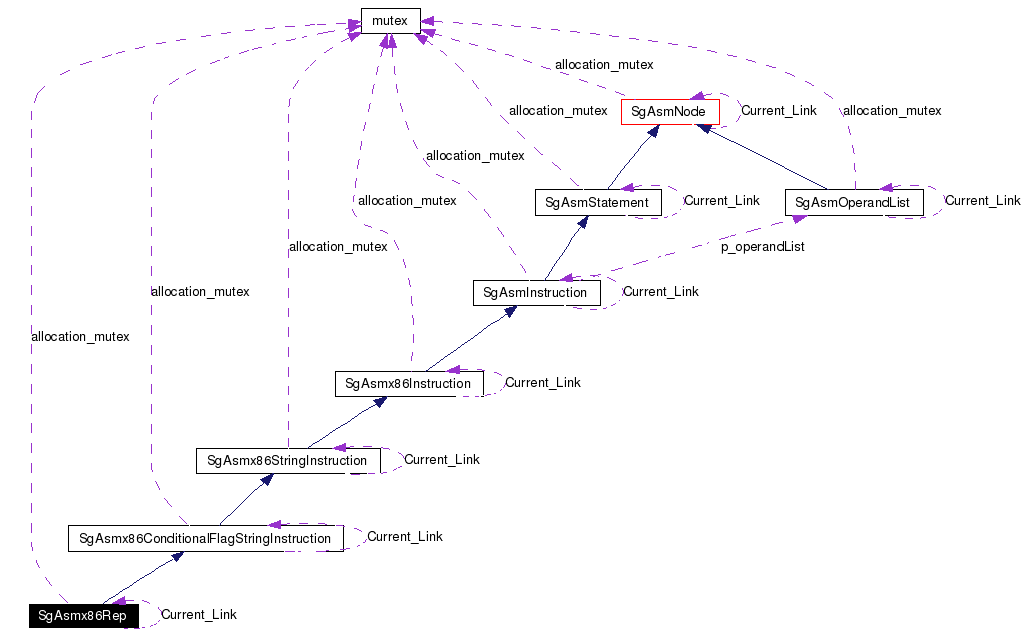 mutex
allocation_mutex
SgAsmNode
Current_Link
allocation_mutex
allocation_mutex
allocation_mutex
SgAsmStatement
Current_Link
SgAsmOperandList
Current_Link
allocation_mutex
allocation_mutex
p_operandList
allocation_mutex
SgAsmInstruction
Current_Link
allocation_mutex
SgAsmx86Instruction
Current_Link
SgAsmx86StringInstruction
Current_Link
SgAsmx86ConditionalFlagStringInstruction
Current_Link
SgAsmx86Rep
Current_Link